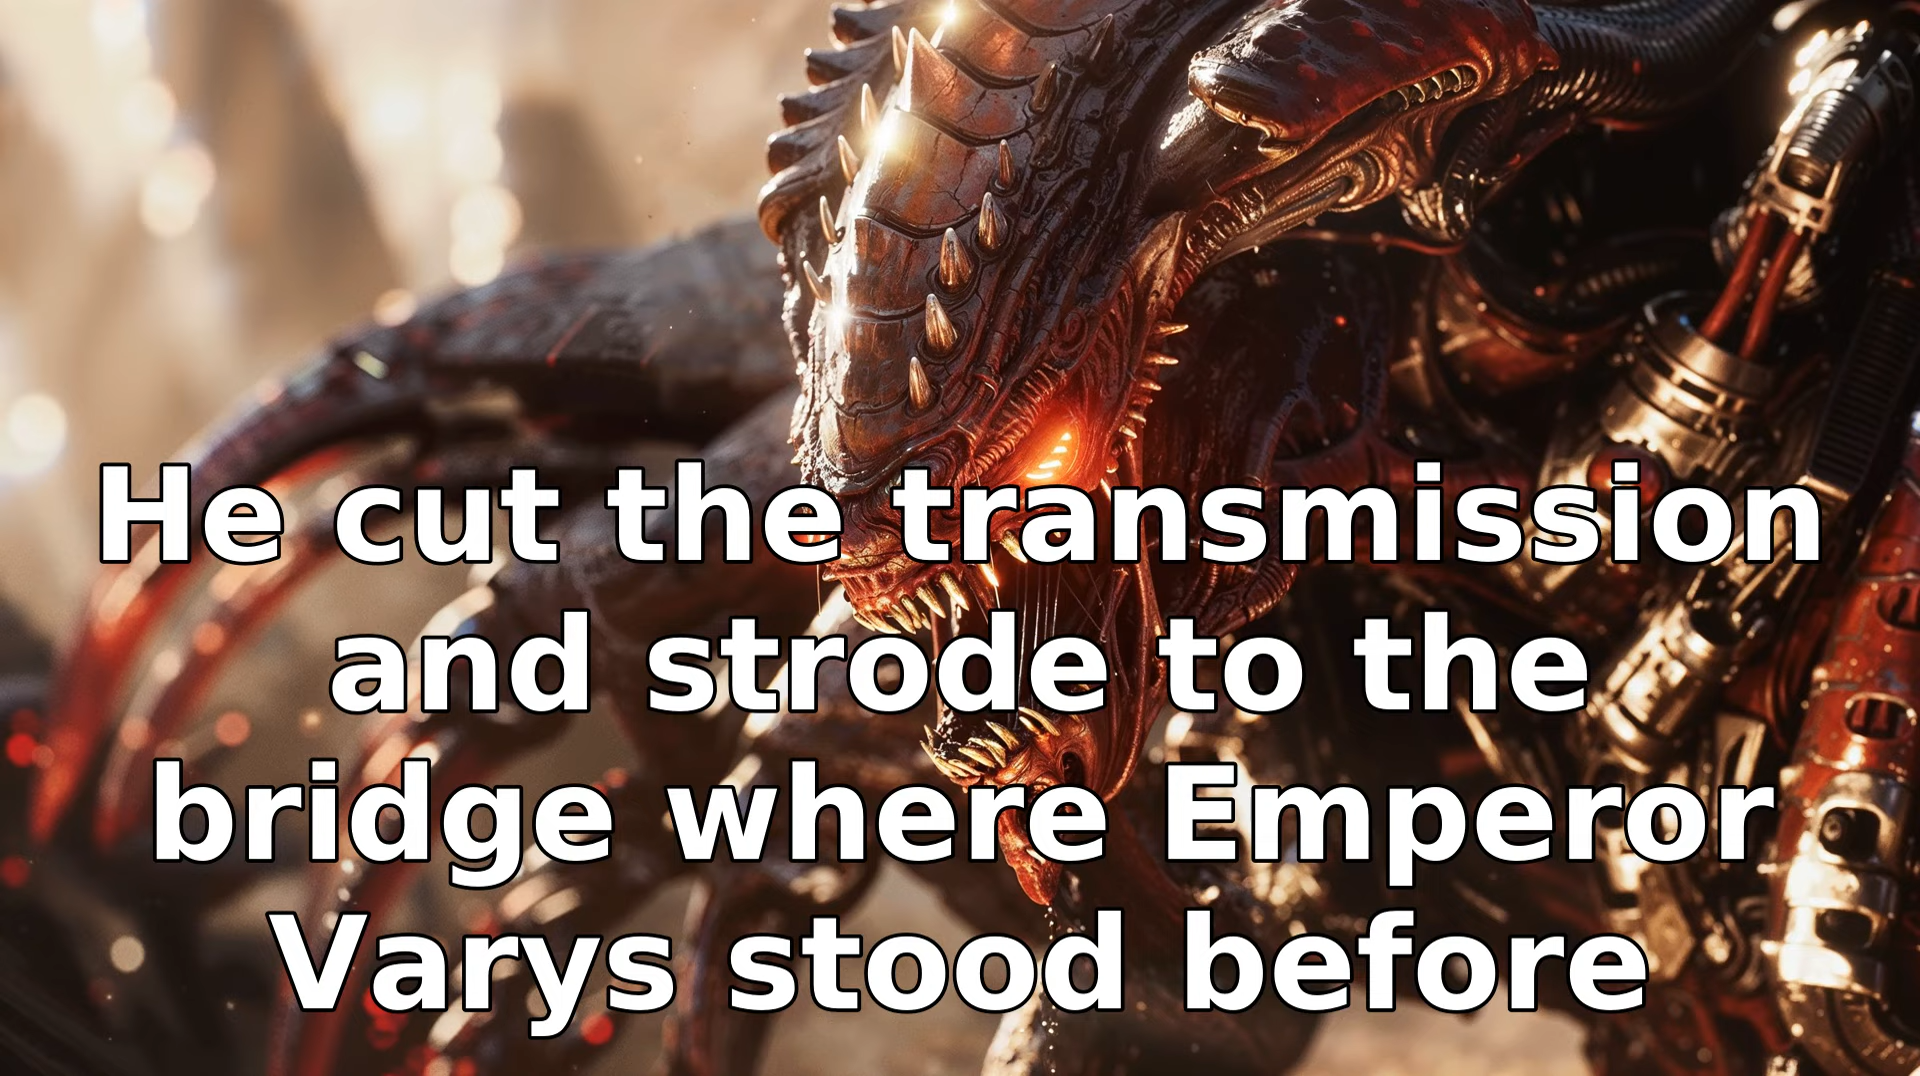 He cut the transmission
and strode to the
bridge where Emperor
Varys stood before